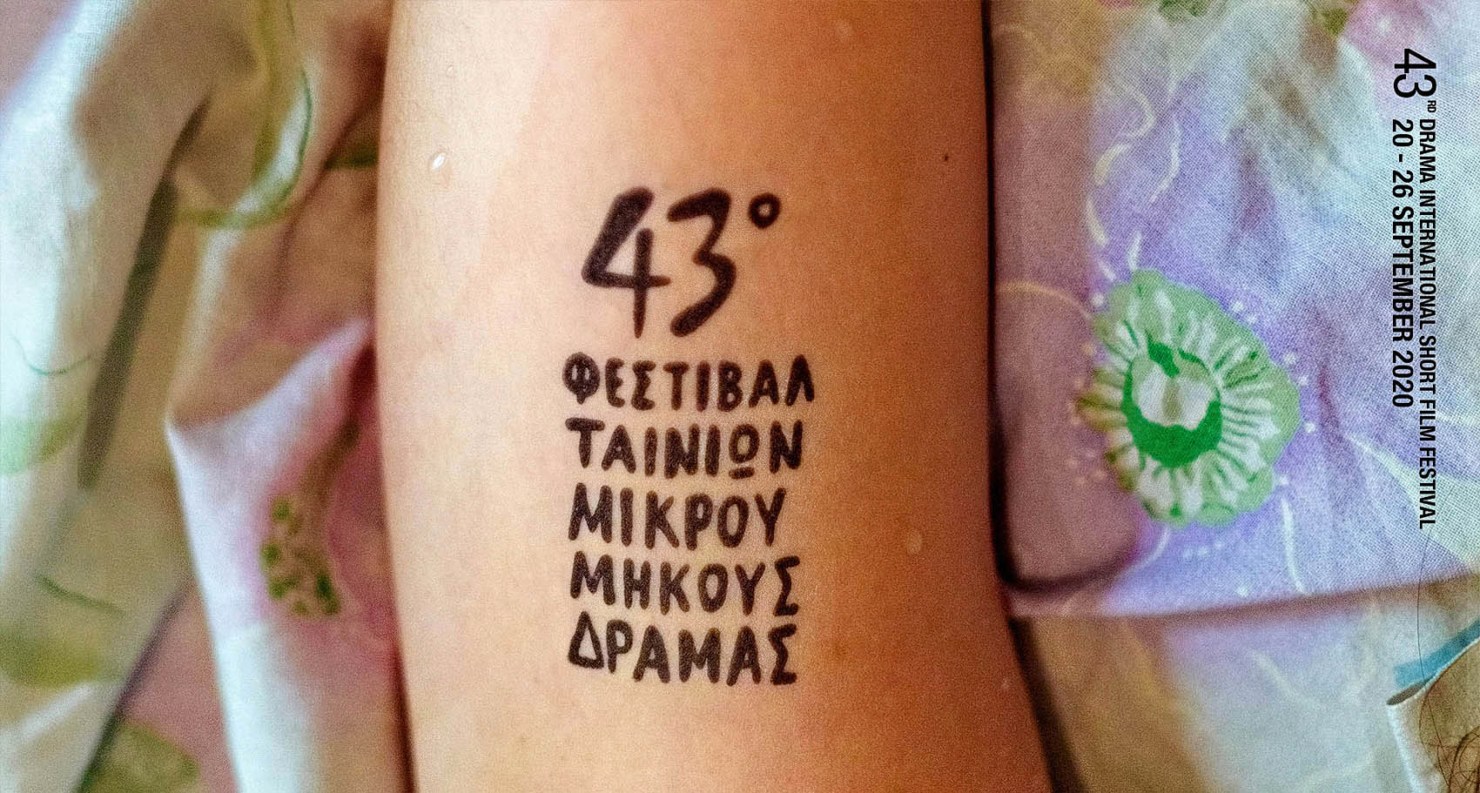 43°
ΦΕΣΤΙΒΑΛ
ΤΑΙΝΙΩΝ
ΜΙΚΡΟΥ
ΜΗΚΟΥΣ
ΔΡΑΜΑΣ
43RD DRAMA INTERNATIONAL SHORT FILM FESTIVAL
20 - 26 SEPTEMBER 2020